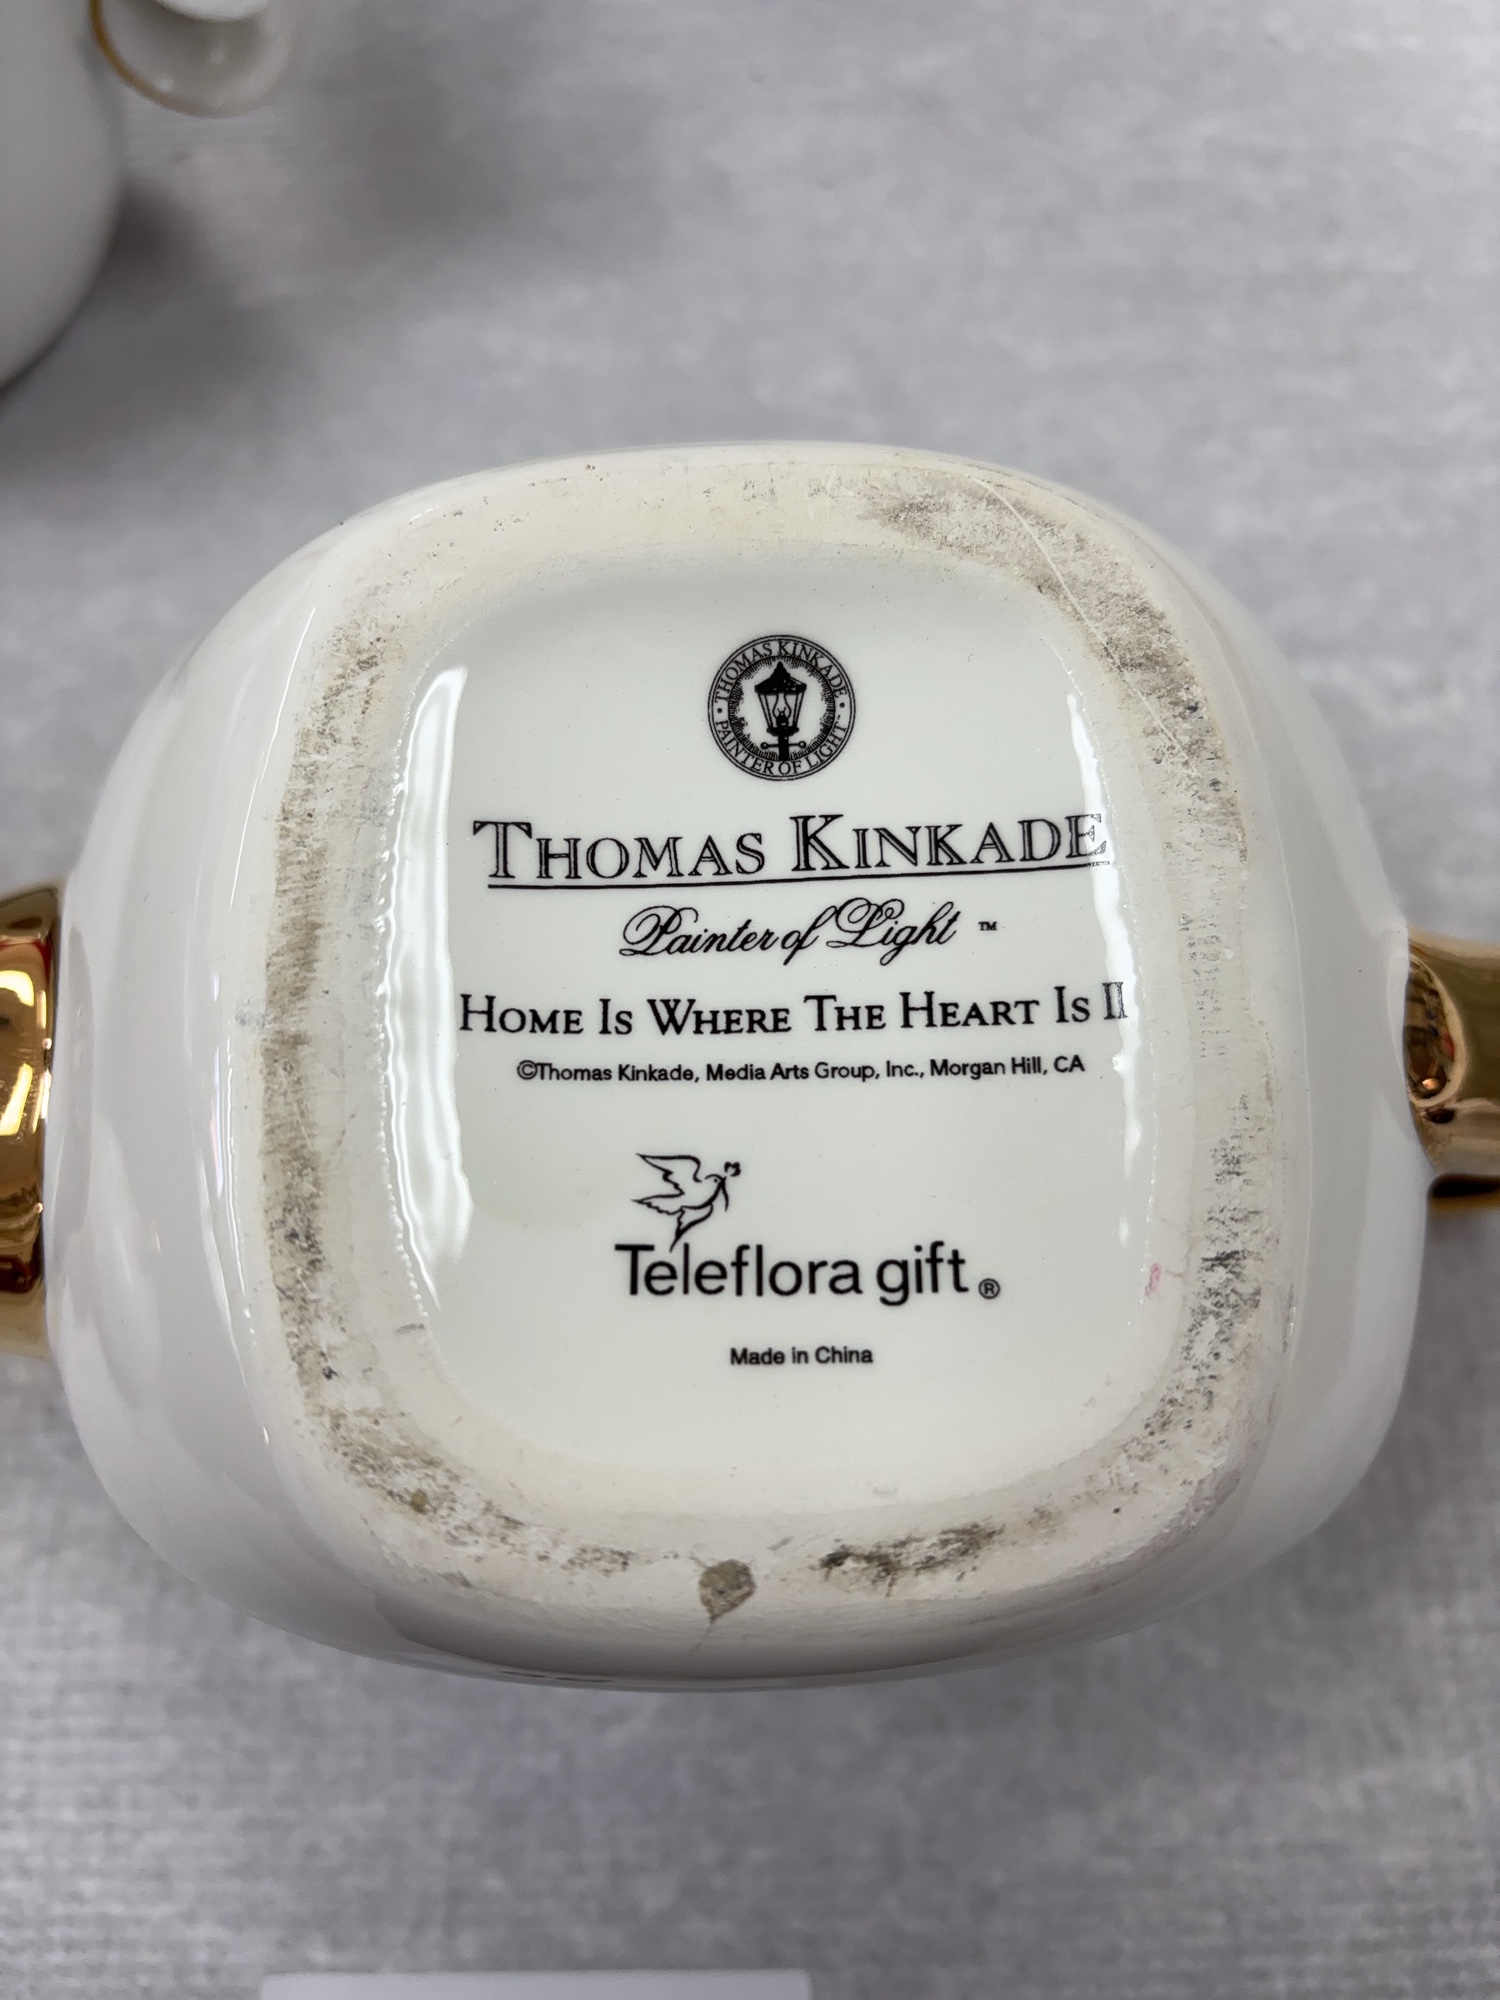 THOMAS KINKADE
• PAINTER OF LIGHT •
THOMAS KINKADE
Painter of Light ™
HOME IS WHERE THE HEART IS II
©Thomas Kinkade, Media Arts Group, Inc., Morgan Hill, CA
Teleflora gift ®
Made in China